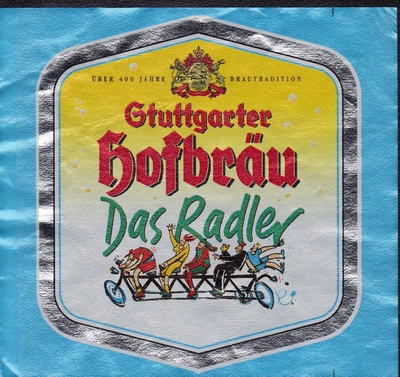 ÜBER 400 JAHRE BRAUTRADITION
Stuttgarter
Hofbräu
Das Radler